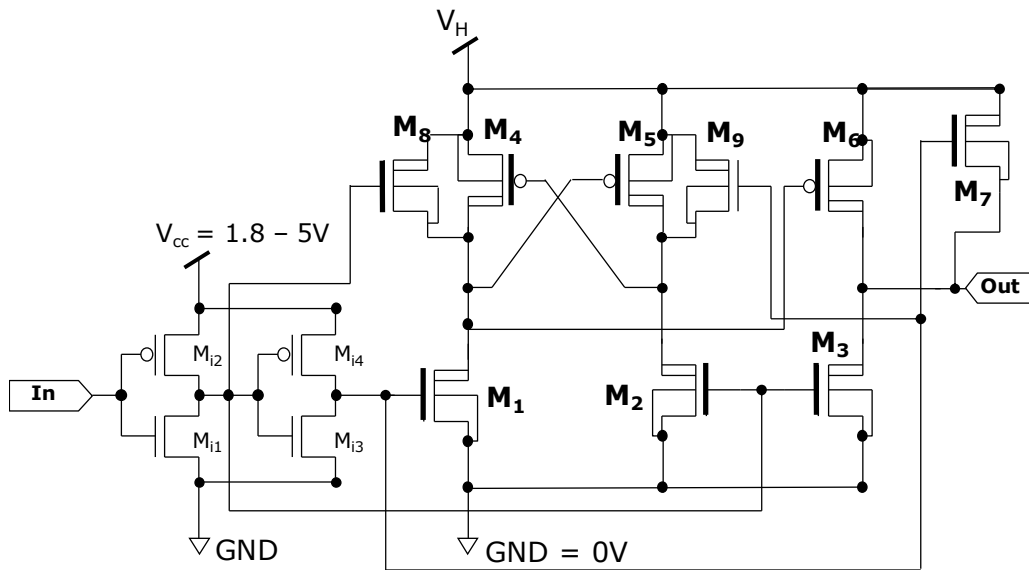 V_H
M_8
M_4
M_5
M_9
M_6
M_7
V_cc = 1.8 – 5V
Out
M_i2
M_i4
In
M_i1
M_i3
M_1
M_2
M_3
GND
GND = 0V